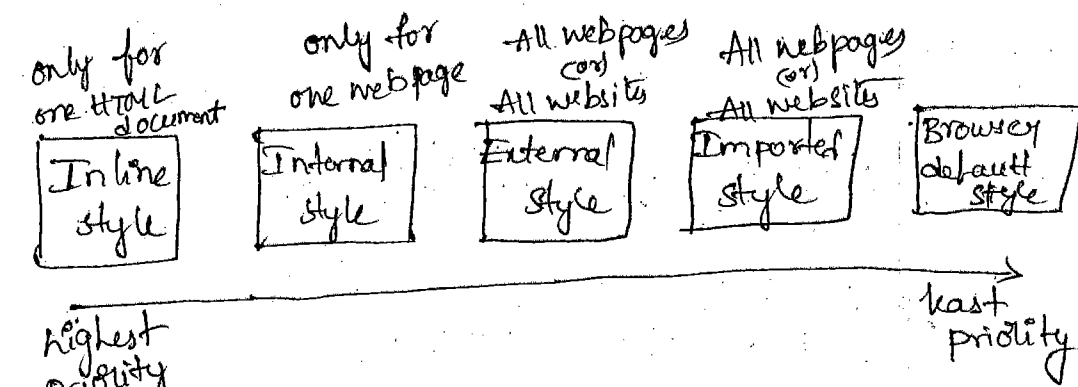 only for
one HTML
document
only for
one webpage
All webpages
(or)
All websites
All webpages
(or)
All websites
Inline
style
Internal
style
External
style
Imported
style
Browser
default
style
highest
priority
least
priolity